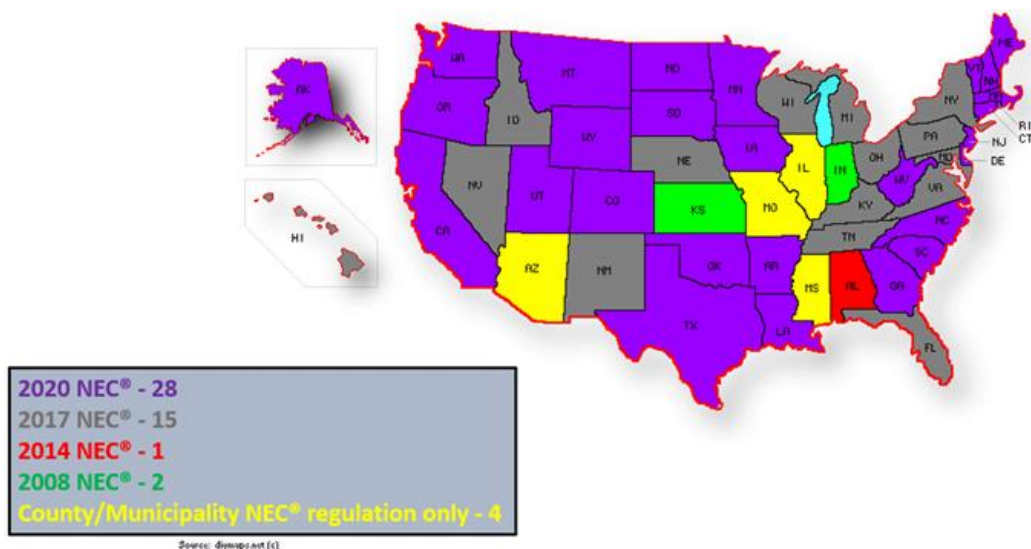 ME
WA
VT
NH
MT
ND
MN
AK
OR
MA
NY
WI
SD
MI
RI
ID
CT
WY
PA
NJ
IA
NE
OH
MD
DE
IL
IN
NV
WV
UT
VA
CO
KS
MO
KY
CA
NC
TN
HI
OK
AR
SC
AZ
NM
MS
AL
GA
TX
LA
FL
2020 NEC® - 28
2017 NEC® - 15
2014 NEC® - 1
2008 NEC® - 2
County/Municipality NEC® regulation only - 4
Source: diymaps.net (c)